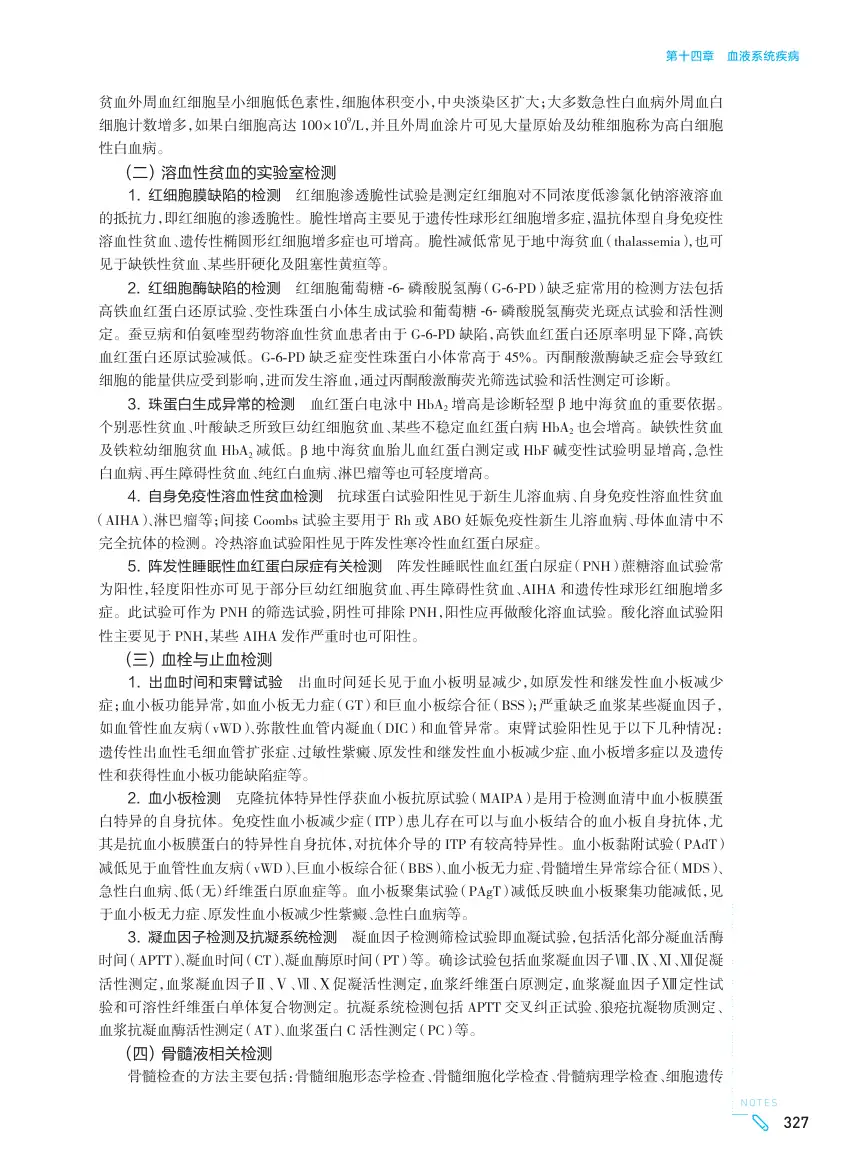 第十四章　血液系统疾病
贫血外周血红细胞呈小细胞低色素性,细胞体积变小,中央淡染区扩大;大多数急性白血病外周血白
细胞计数增多,如果白细胞高达 100×10⁹/L,并且外周血涂片可见大量原始及幼稚细胞称为高白细胞
性白血病。
（二）溶血性贫血的实验室检测
1. 红细胞膜缺陷的检测　红细胞渗透脆性试验是测定红细胞对不同浓度低渗氯化钠溶液溶血
的抵抗力,即红细胞的渗透脆性。脆性增高主要见于遗传性球形红细胞增多症,温抗体型自身免疫性
溶血性贫血、遗传性椭圆形红细胞增多症也可增高。脆性减低常见于地中海贫血（thalassemia）,也可
见于缺铁性贫血、某些肝硬化及阻塞性黄疸等。
2. 红细胞酶缺陷的检测　红细胞葡萄糖 -6- 磷酸脱氢酶（G-6-PD）缺乏症常用的检测方法包括
高铁血红蛋白还原试验、变性珠蛋白小体生成试验和葡萄糖 -6- 磷酸脱氢酶荧光斑点试验和活性测
定。蚕豆病和伯氨喹型药物溶血性贫血患者由于 G-6-PD 缺陷,高铁血红蛋白还原率明显下降,高铁
血红蛋白还原试验减低。G-6-PD 缺乏症变性珠蛋白小体常高于 45%。丙酮酸激酶缺乏症会导致红
细胞的能量供应受到影响,进而发生溶血,通过丙酮酸激酶荧光筛选试验和活性测定可诊断。
3. 珠蛋白生成异常的检测　血红蛋白电泳中 HbA₂ 增高是诊断轻型 β 地中海贫血的重要依据。
个别恶性贫血、叶酸缺乏所致巨幼红细胞贫血、某些不稳定血红蛋白病 HbA₂ 也会增高。缺铁性贫血
及铁粒幼细胞贫血 HbA₂ 减低。β 地中海贫血胎儿血红蛋白测定或 HbF 碱变性试验明显增高,急性
白血病、再生障碍性贫血、纯红白血病、淋巴瘤等也可轻度增高。
4. 自身免疫性溶血性贫血检测　抗球蛋白试验阳性见于新生儿溶血病、自身免疫性溶血性贫血
（AIHA）、淋巴瘤等;间接 Coombs 试验主要用于 Rh 或 ABO 妊娠免疫性新生儿溶血病、母体血清中不
完全抗体的检测。冷热溶血试验阳性见于阵发性寒冷性血红蛋白尿症。
5. 阵发性睡眠性血红蛋白尿症有关检测　阵发性睡眠性血红蛋白尿症（PNH）蔗糖溶血试验常
为阳性,轻度阳性亦可见于部分巨幼红细胞贫血、再生障碍性贫血、AIHA 和遗传性球形红细胞增多
症。此试验可作为 PNH 的筛选试验,阴性可排除 PNH,阳性应再做酸化溶血试验。酸化溶血试验阳
性主要见于 PNH,某些 AIHA 发作严重时也可阳性。
（三）血栓与止血检测
1. 出血时间和束臂试验　出血时间延长见于血小板明显减少,如原发性和继发性血小板减少
症;血小板功能异常,如血小板无力症（GT）和巨血小板综合征（BSS）;严重缺乏血浆某些凝血因子,
如血管性血友病（vWD）、弥散性血管内凝血（DIC）和血管异常。束臂试验阳性见于以下几种情况:
遗传性出血性毛细血管扩张症、过敏性紫癜、原发性和继发性血小板减少症、血小板增多症以及遗传
性和获得性血小板功能缺陷症等。
2. 血小板检测　克隆抗体特异性俘获血小板抗原试验（MAIPA）是用于检测血清中血小板膜蛋
白特异的自身抗体。免疫性血小板减少症（ITP）患儿存在可以与血小板结合的血小板自身抗体,尤
其是抗血小板膜蛋白的特异性自身抗体,对抗体介导的 ITP 有较高特异性。血小板黏附试验（PAdT）
减低见于血管性血友病（vWD）、巨血小板综合征（BBS）、血小板无力症、骨髓增生异常综合征（MDS）、
急性白血病、低(无)纤维蛋白原血症等。血小板聚集试验（PAgT）减低反映血小板聚集功能减低,见
于血小板无力症、原发性血小板减少性紫癜、急性白血病等。
3. 凝血因子检测及抗凝系统检测　凝血因子检测筛检试验即血凝试验,包括活化部分凝血活酶
时间（APTT）、凝血时间（CT）、凝血酶原时间（PT）等。确诊试验包括血浆凝血因子Ⅷ、Ⅸ、Ⅺ、Ⅻ促凝
活性测定,血浆凝血因子Ⅱ、Ⅴ、Ⅶ、Ⅹ促凝活性测定,血浆纤维蛋白原测定,血浆凝血因子ⅩⅢ定性试
验和可溶性纤维蛋白单体复合物测定。抗凝系统检测包括 APTT 交叉纠正试验、狼疮抗凝物质测定、
血浆抗凝血酶活性测定（AT）、血浆蛋白 C 活性测定（PC）等。
（四）骨髓液相关检测
骨髓检查的方法主要包括:骨髓细胞形态学检查、骨髓细胞化学检查、骨髓病理学检查、细胞遗传
NOTES
327